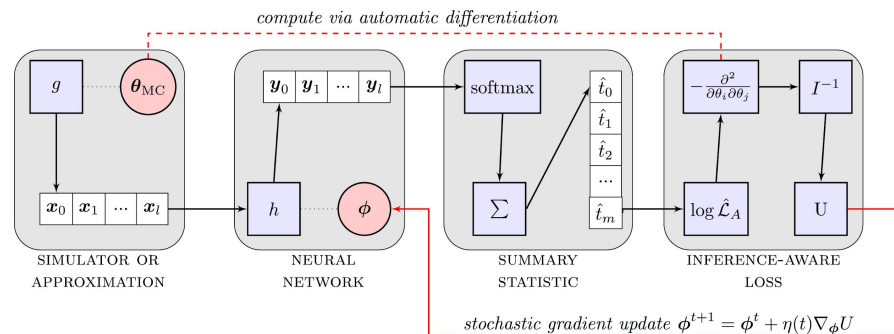 compute via automatic differentiation
g
θ_MC
x_0 x_1 ... x_l
SIMULATOR OR
APPROXIMATION
y_0 y_1 ... y_l
h
ϕ
NEURAL
NETWORK
softmax
∑
t̂_0
t̂_1
t̂_2
...
t̂_m
SUMMARY
STATISTIC
−∂²/∂θ_i∂θ_j
I⁻¹
log ℒ̂_A
U
INFERENCE-AWARE
LOSS
stochastic gradient update ϕ^{t+1} = ϕ^t + η(t)∇_ϕ U